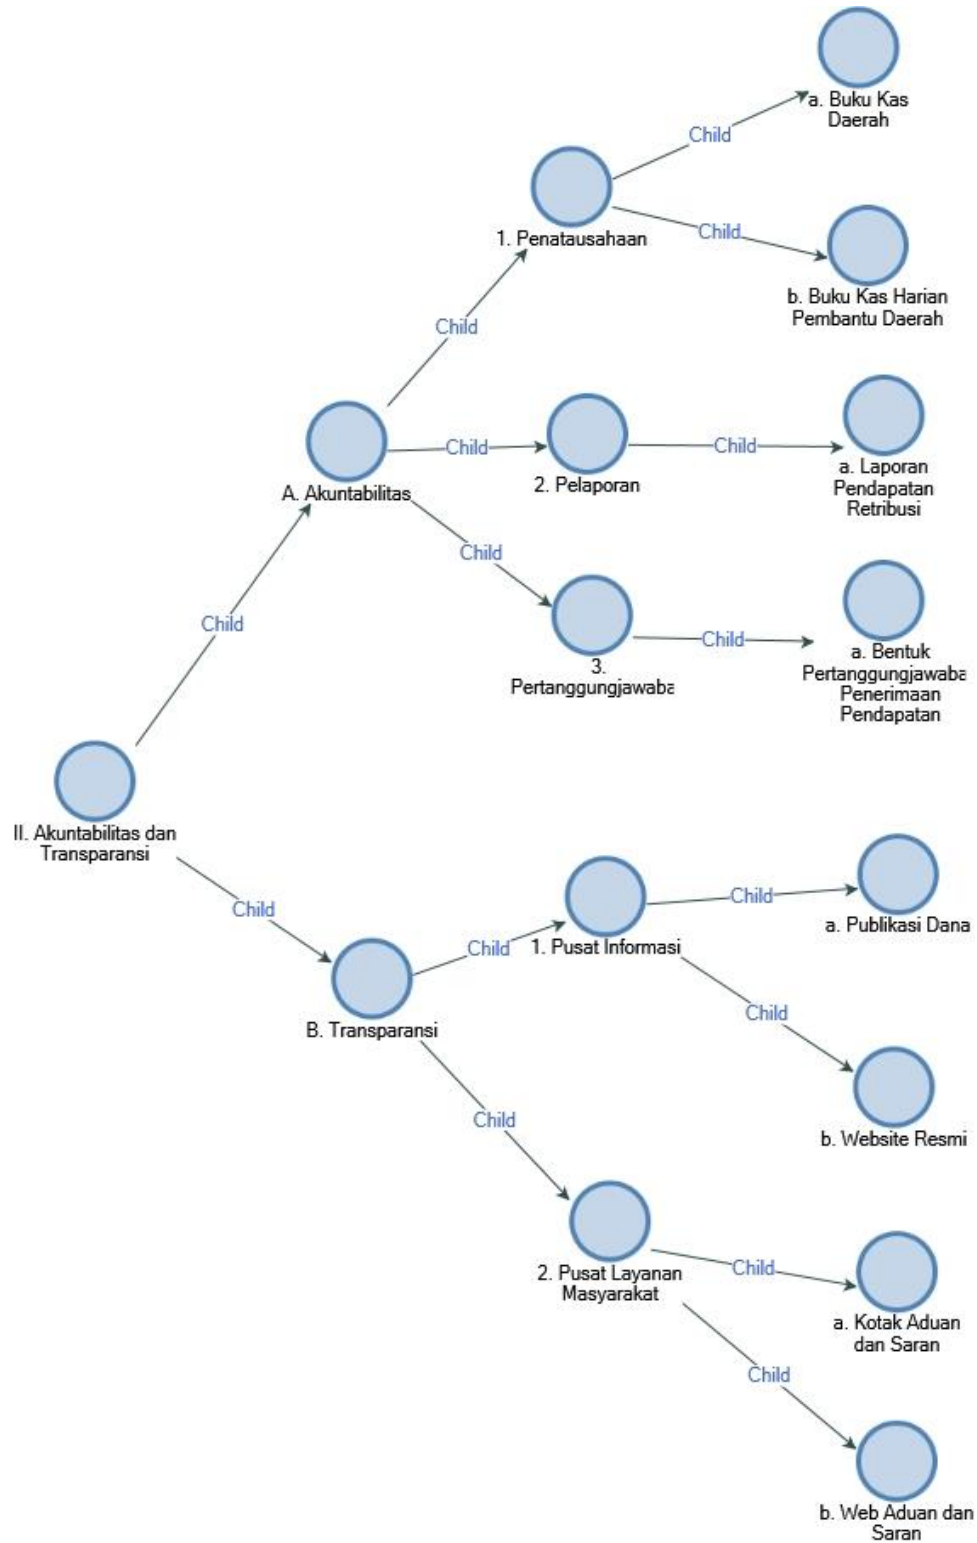 a. Buku Kas
Daerah
Child
1. Penatausahaan
Child
b. Buku Kas Harian
Pembantu Daerah
Child
A. Akuntabilitas
Child
2. Pelaporan
Child
a. Laporan
Pendapatan
Retribusi
Child
3.
Pertanggungjawaba
Child
a. Bentuk
Pertanggungjawaba
Penerimaan
Pendapatan
Child
II. Akuntabilitas dan
Transparansi
Child
B. Transparansi
Child
1. Pusat Informasi
Child
a. Publikasi Dana
Child
b. Website Resmi
Child
2. Pusat Layanan
Masyarakat
Child
a. Kotak Aduan
dan Saran
Child
b. Web Aduan dan
Saran